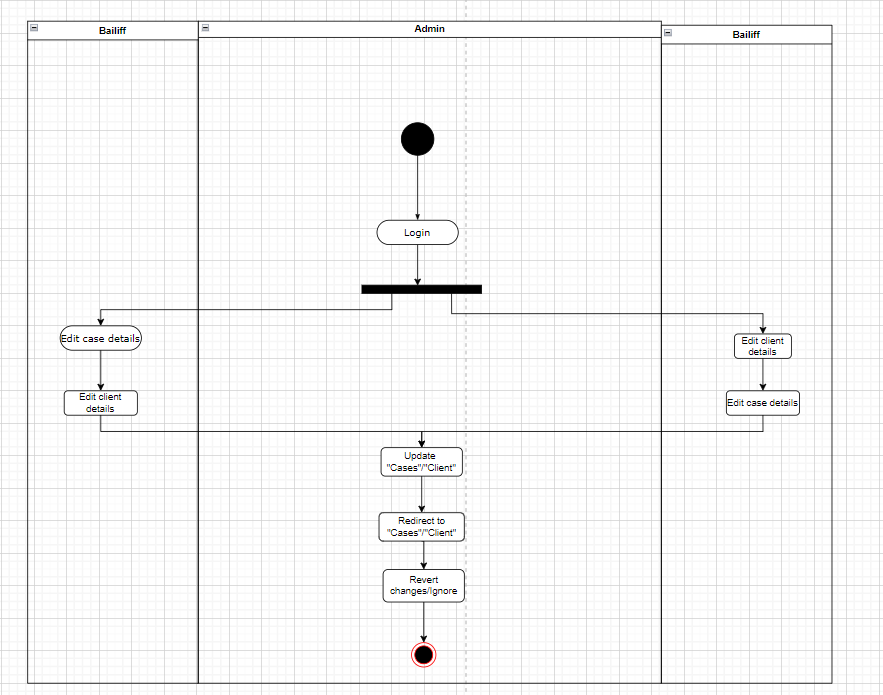 Bailiff
Admin
Bailiff
Login
Edit case details
Edit client
details
Edit client
details
Edit case details
Update
"Cases"/"Client"
Redirect to
"Cases"/"Client"
Revert
changes/Ignore